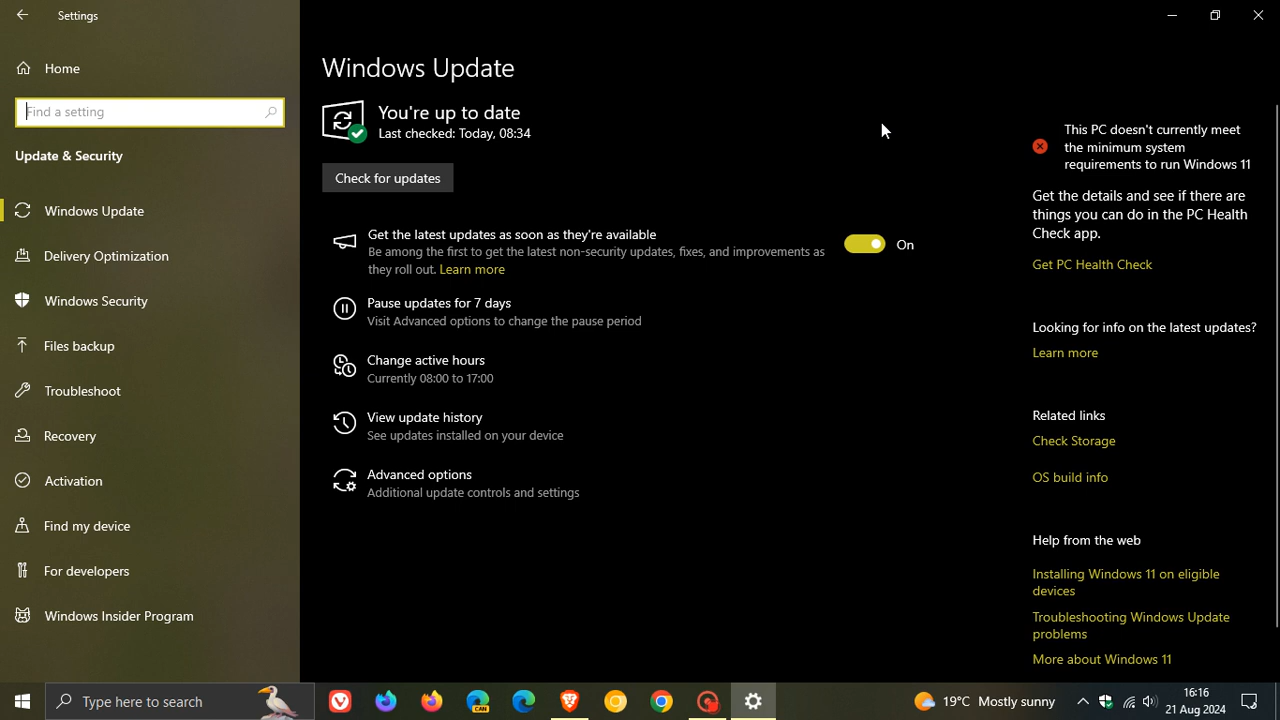 Settings
Home
Find a setting
Update & Security
Windows Update
Delivery Optimization
Windows Security
Files backup
Troubleshoot
Recovery
Activation
Find my device
For developers
Windows Insider Program
Windows Update
You're up to date
Last checked: Today, 08:34
Check for updates
Get the latest updates as soon as they're available
Be among the first to get the latest non-security updates, fixes, and improvements as
they roll out. Learn more
On
Pause updates for 7 days
Visit Advanced options to change the pause period
Change active hours
Currently 08:00 to 17:00
View update history
See updates installed on your device
Advanced options
Additional update controls and settings
This PC doesn't currently meet
the minimum system
requirements to run Windows 11
Get the details and see if there are
things you can do in the PC Health
Check app.
Get PC Health Check
Looking for info on the latest updates?
Learn more
Related links
Check Storage
OS build info
Help from the web
Installing Windows 11 on eligible
devices
Troubleshooting Windows Update
problems
More about Windows 11
Type here to search
CAN
19°C Mostly sunny
16:16
21 Aug 2024